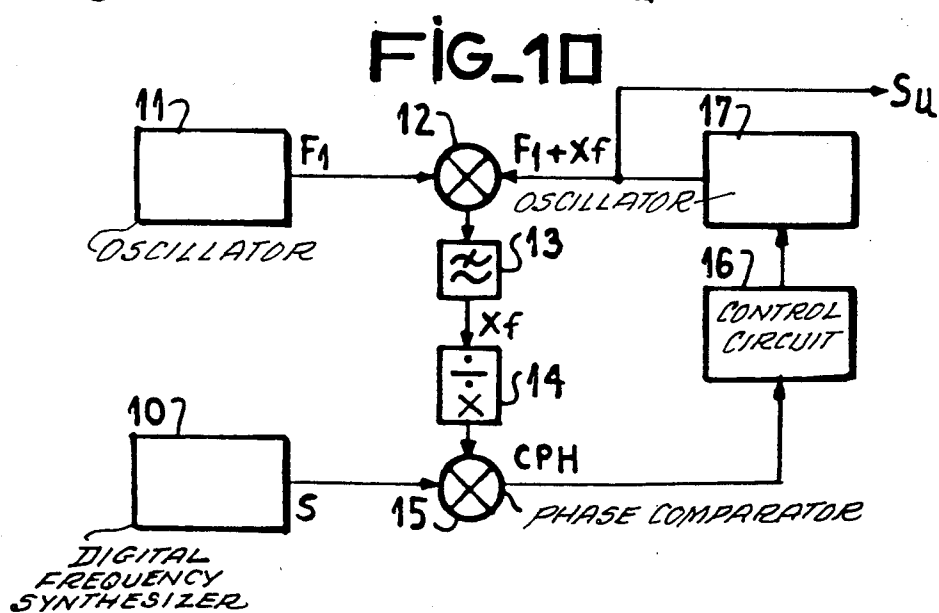 FIG_10
SU
11
12
17
F1
F1+Xf
OSCILLATOR
OSCILLATOR
13
16
Xf
CONTROL
CIRCUIT
÷
X
14
10
CPH
S
15
PHASE COMPARATOR
DIGITAL
FREQUENCY
SYNTHESIZER